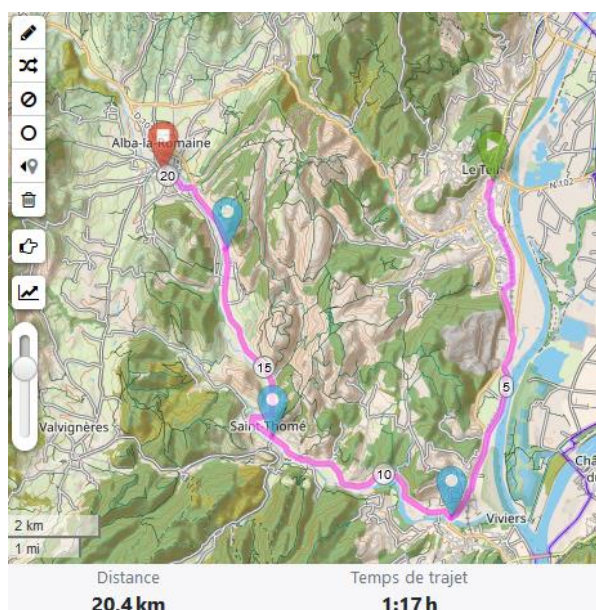 Alba-la-Romaine
20
Le Teil
N 102
15
5
Saint-Thomé
Valvignères
10
Viviers
2 km
1 mi
Distance
Temps de trajet
20,4 km
1:17 h